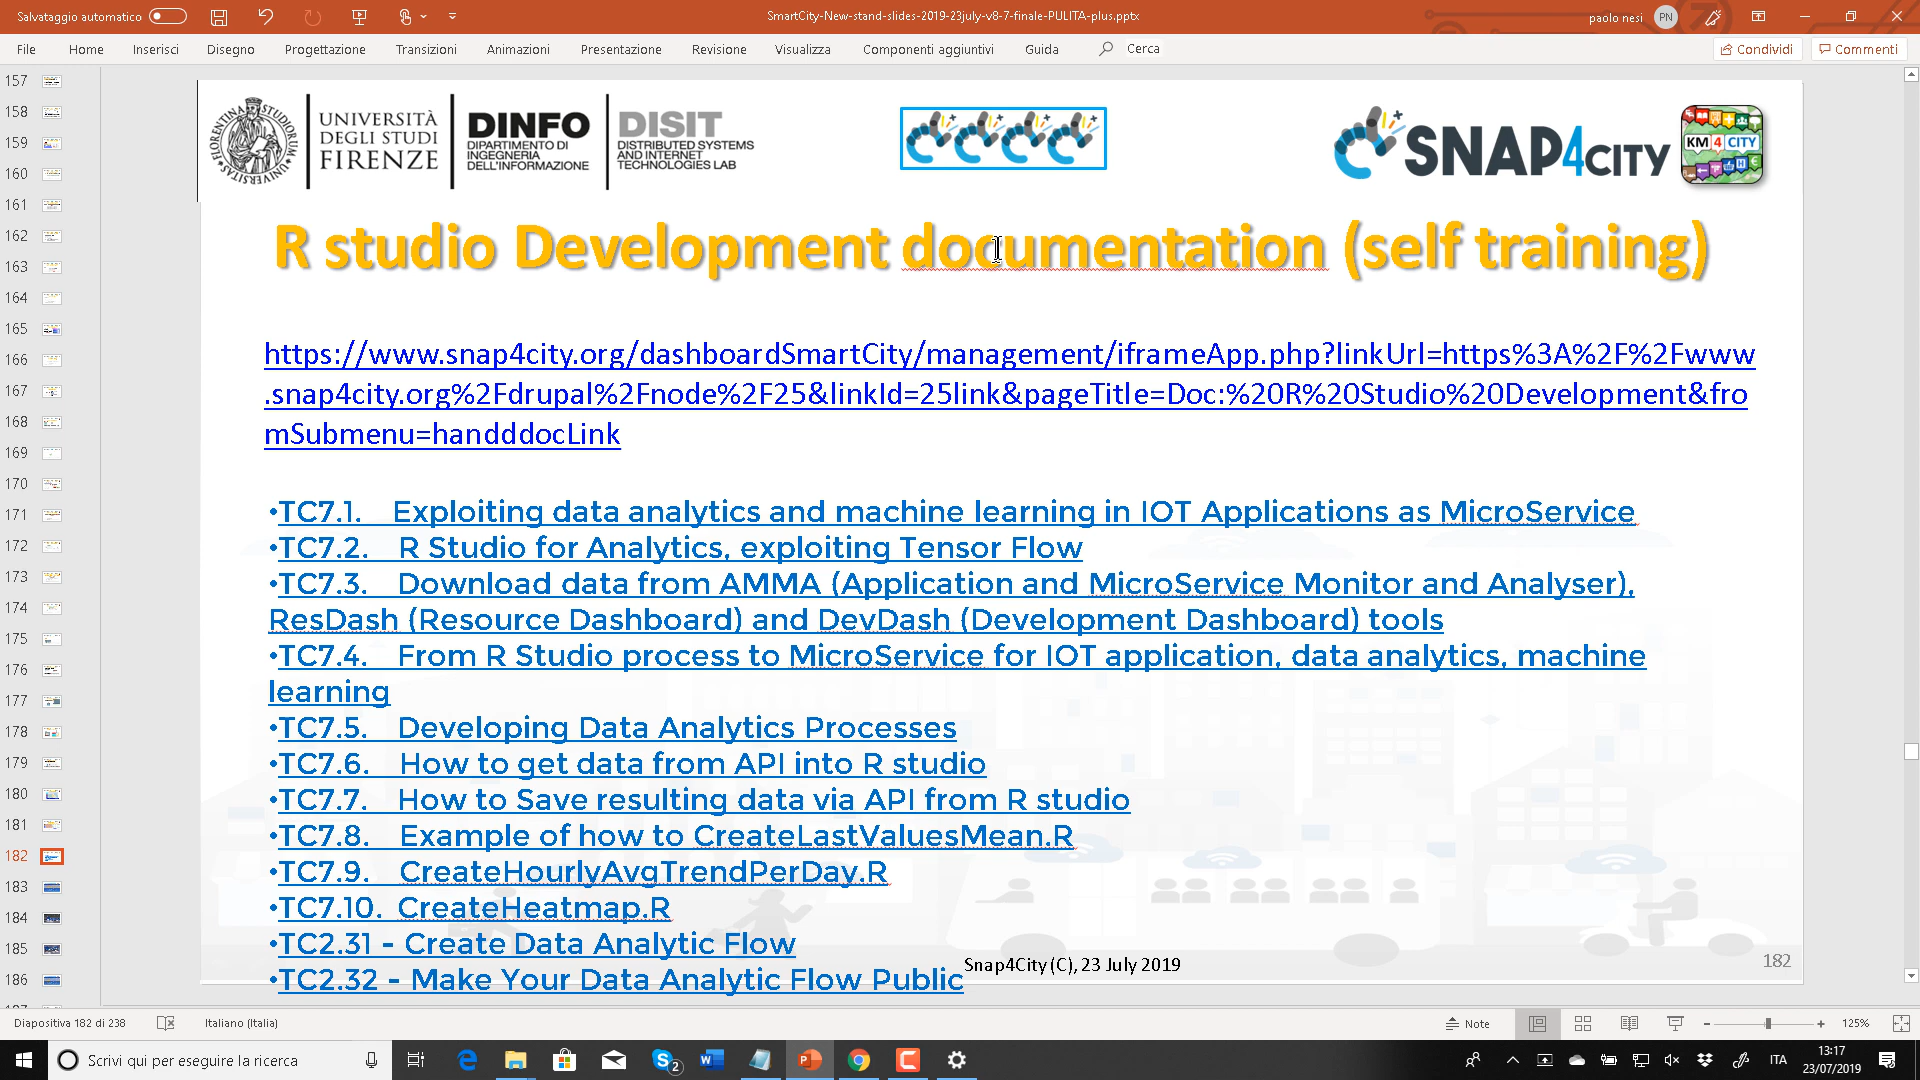 Salvataggio automatico
SmartCity-New-stand-slides-2019-23july-v8-7-finale-PULITA-plus.pptx
paolo nesi PN
File Home Inserisci Disegno Progettazione Transizioni Animazioni Presentazione Revisione Visualizza Componenti aggiuntivi Guida Cerca Condividi Commenti
157
158
159
160
161
162
163
164
165
166
167
168
169
170
171
172
173
174
175
176
177
178
179
180
181
182
183
184
185
186
UNIVERSITÀ
DEGLI STUDI
FIRENZE
DINFO
DIPARTIMENTO DI
INGEGNERIA
DELL'INFORMAZIONE
DISIT
DISTRIBUTED SYSTEMS
AND INTERNET
TECHNOLOGIES LAB
SNAP4CITY
KM 4 CITY
R studio Development documentation (self training)
https://www.snap4city.org/dashboardSmartCity/management/iframeApp.php?linkUrl=https%3A%2F%2Fwww
.snap4city.org%2Fdrupal%2Fnode%2F25&linkId=25link&pageTitle=Doc:%20R%20Studio%20Development&fro
mSubmenu=handddocLink
•TC7.1. Exploiting data analytics and machine learning in IOT Applications as MicroService
•TC7.2. R Studio for Analytics, exploiting Tensor Flow
•TC7.3. Download data from AMMA (Application and MicroService Monitor and Analyser),
ResDash (Resource Dashboard) and DevDash (Development Dashboard) tools
•TC7.4. From R Studio process to MicroService for IOT application, data analytics, machine
learning
•TC7.5. Developing Data Analytics Processes
•TC7.6. How to get data from API into R studio
•TC7.7. How to Save resulting data via API from R studio
•TC7.8. Example of how to CreateLastValuesMean.R
•TC7.9. CreateHourlyAvgTrendPerDay.R
•TC7.10. CreateHeatmap.R
•TC2.31 - Create Data Analytic Flow
•TC2.32 - Make Your Data Analytic Flow Public
Snap4City (C), 23 July 2019
182
Diapositiva 182 di 238 Italiano (Italia) Note 125%
Scrivi qui per eseguire la ricerca
2
ITA
13:17
23/07/2019